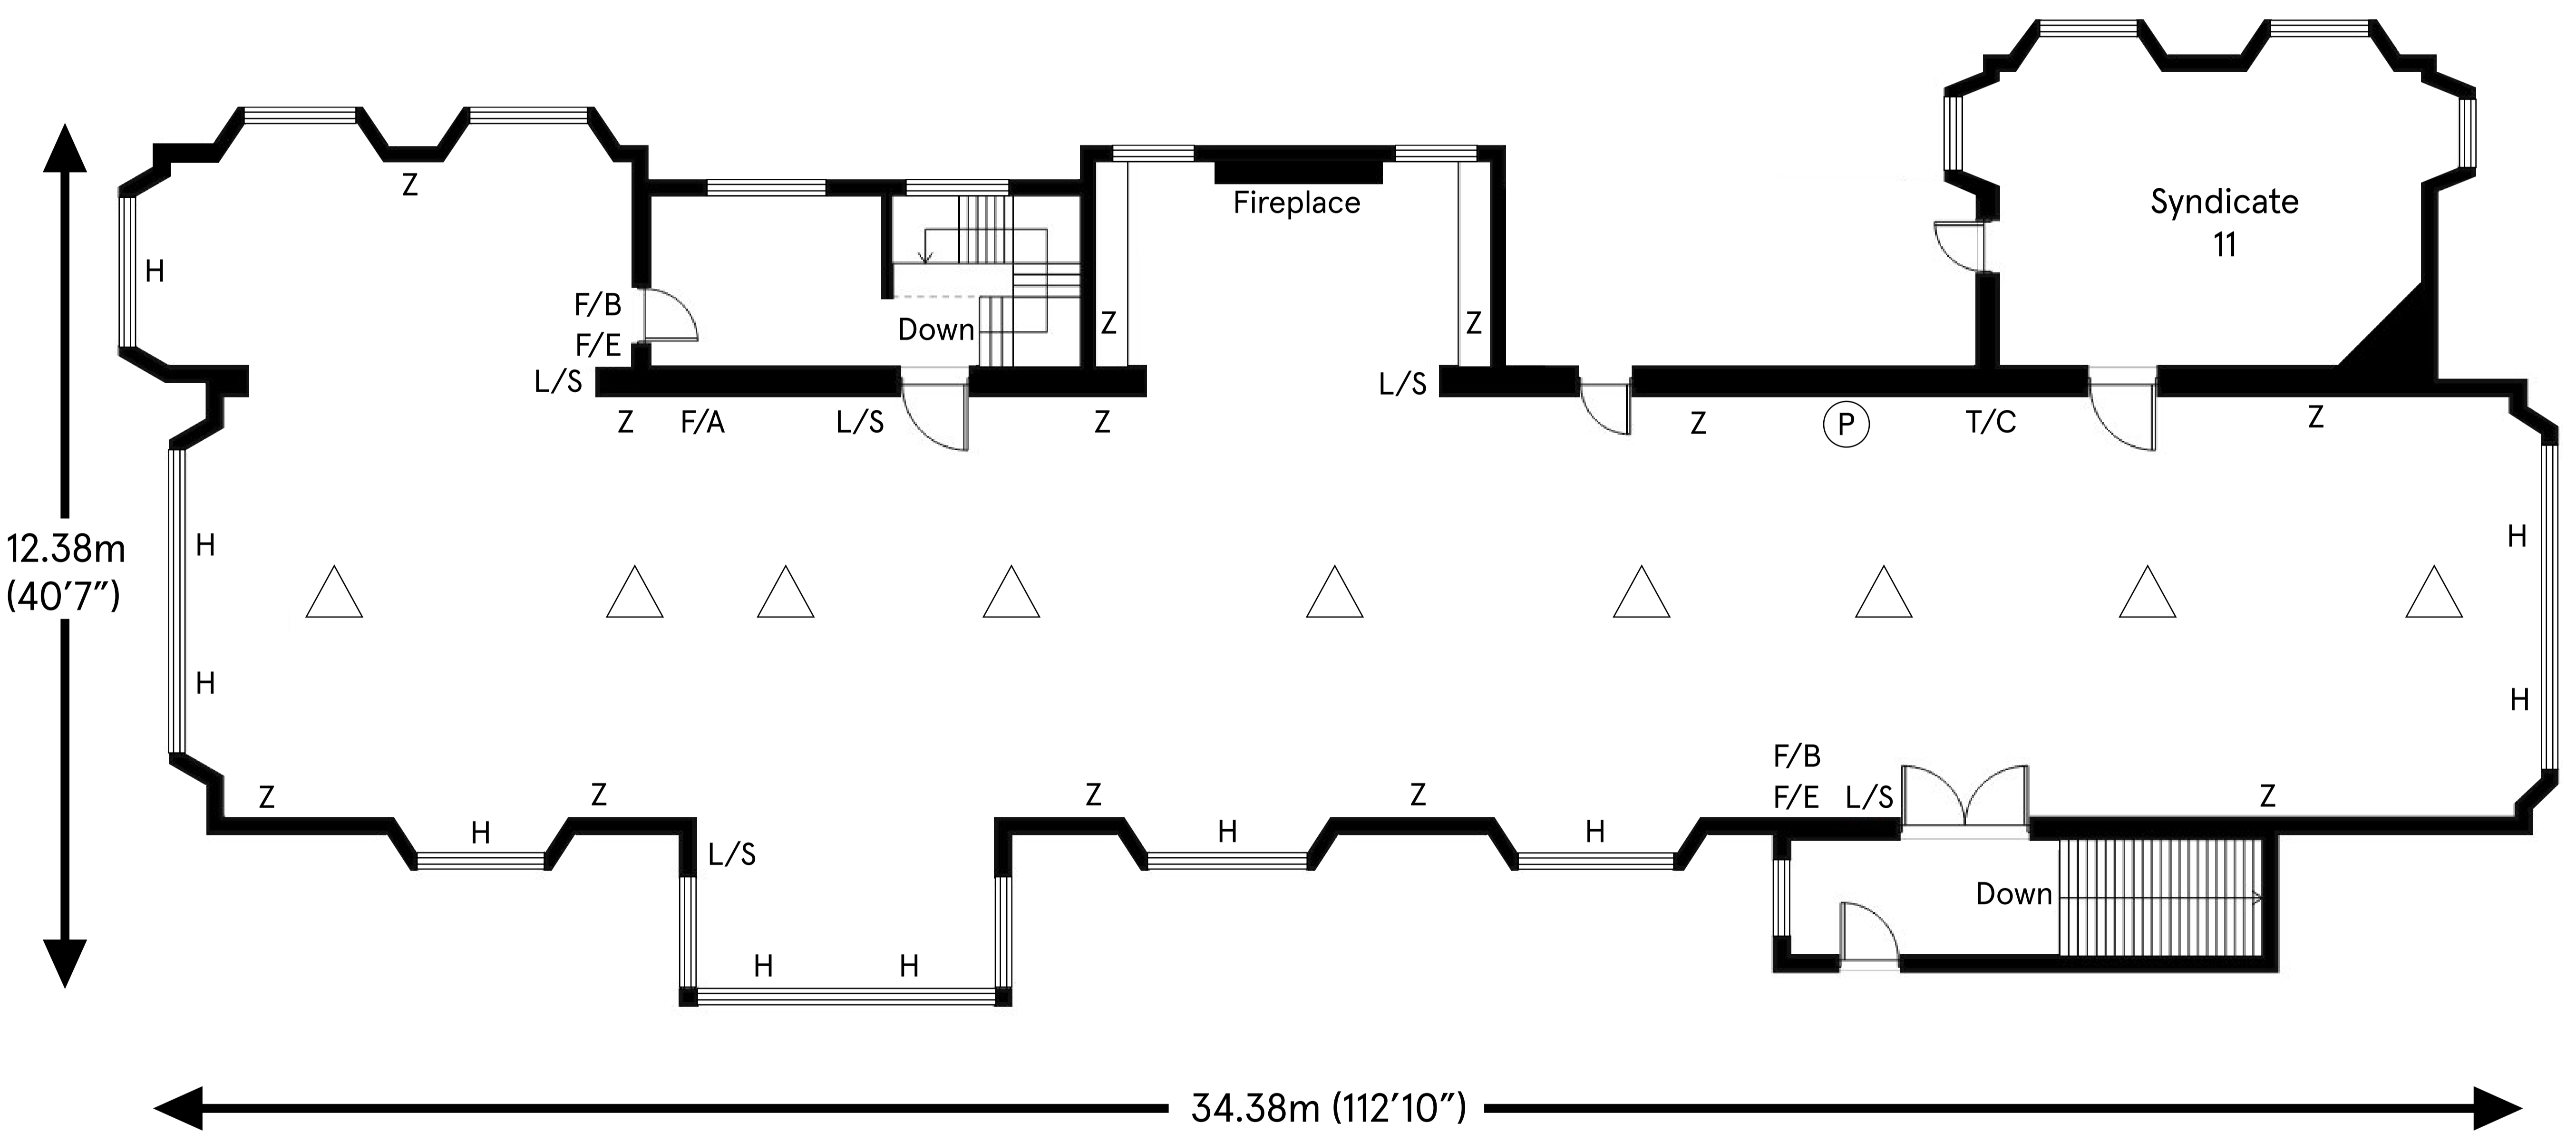 Syndicate
11
Z
Fireplace
H
F/B
Z
Z
F/E
Down
L/S
L/S
Z
F/A
L/S
Z
Z
P
T/C
Z
12.38m
(40′7″)
H
H
H
H
F/B
Z
Z
Z
Z
F/E
L/S
Z
H
H
H
L/S
Down
H
H
34.38m (112′10″)